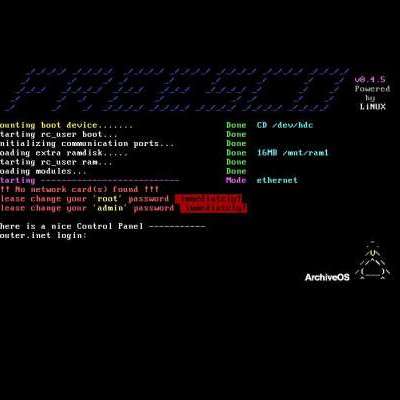 FREESCO
v0.4.5
Powered
by
LiNUX
ounting boot device....... Done CD /dev/hdc
tarting rc_user boot... Done
nitializing communication ports... Done
oading extra ramdisk..... Done 16MB /mnt/ram1
tarting rc_user ram... Done
oading modules... Done
tarting ------------------------------ Mode ethernet
!! No network card(s) found !!!
lease change your 'root' password immediately!
lease change your 'admin' password immediately!
here is a nice Control Panel -----------
outer.inet login:
ArchiveOS